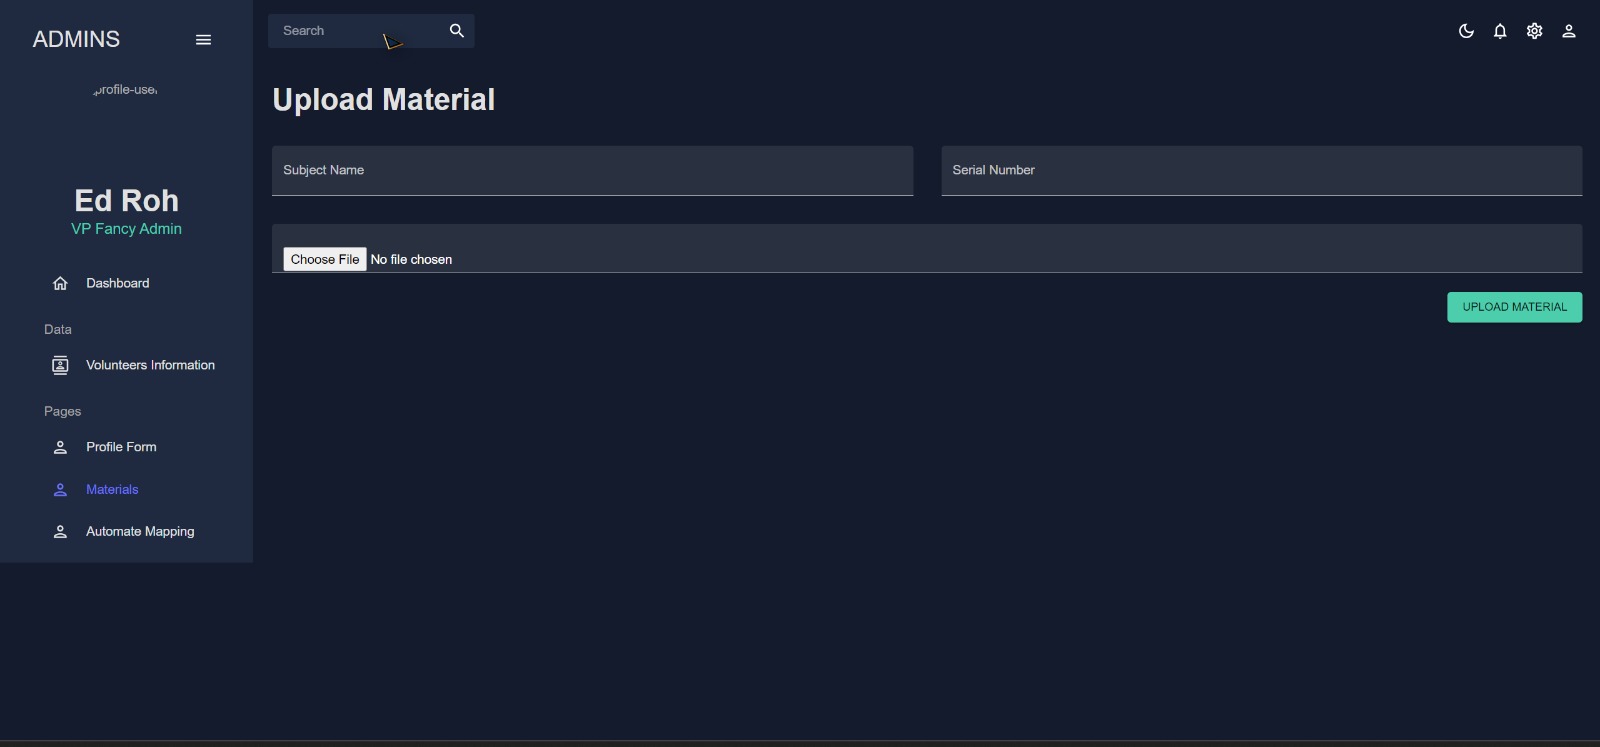 ADMINS
Search
profile-user
Upload Material
Subject Name
Serial Number
Ed Roh
VP Fancy Admin
Choose File No file chosen
Dashboard
UPLOAD MATERIAL
Data
Volunteers Information
Pages
Profile Form
Materials
Automate Mapping